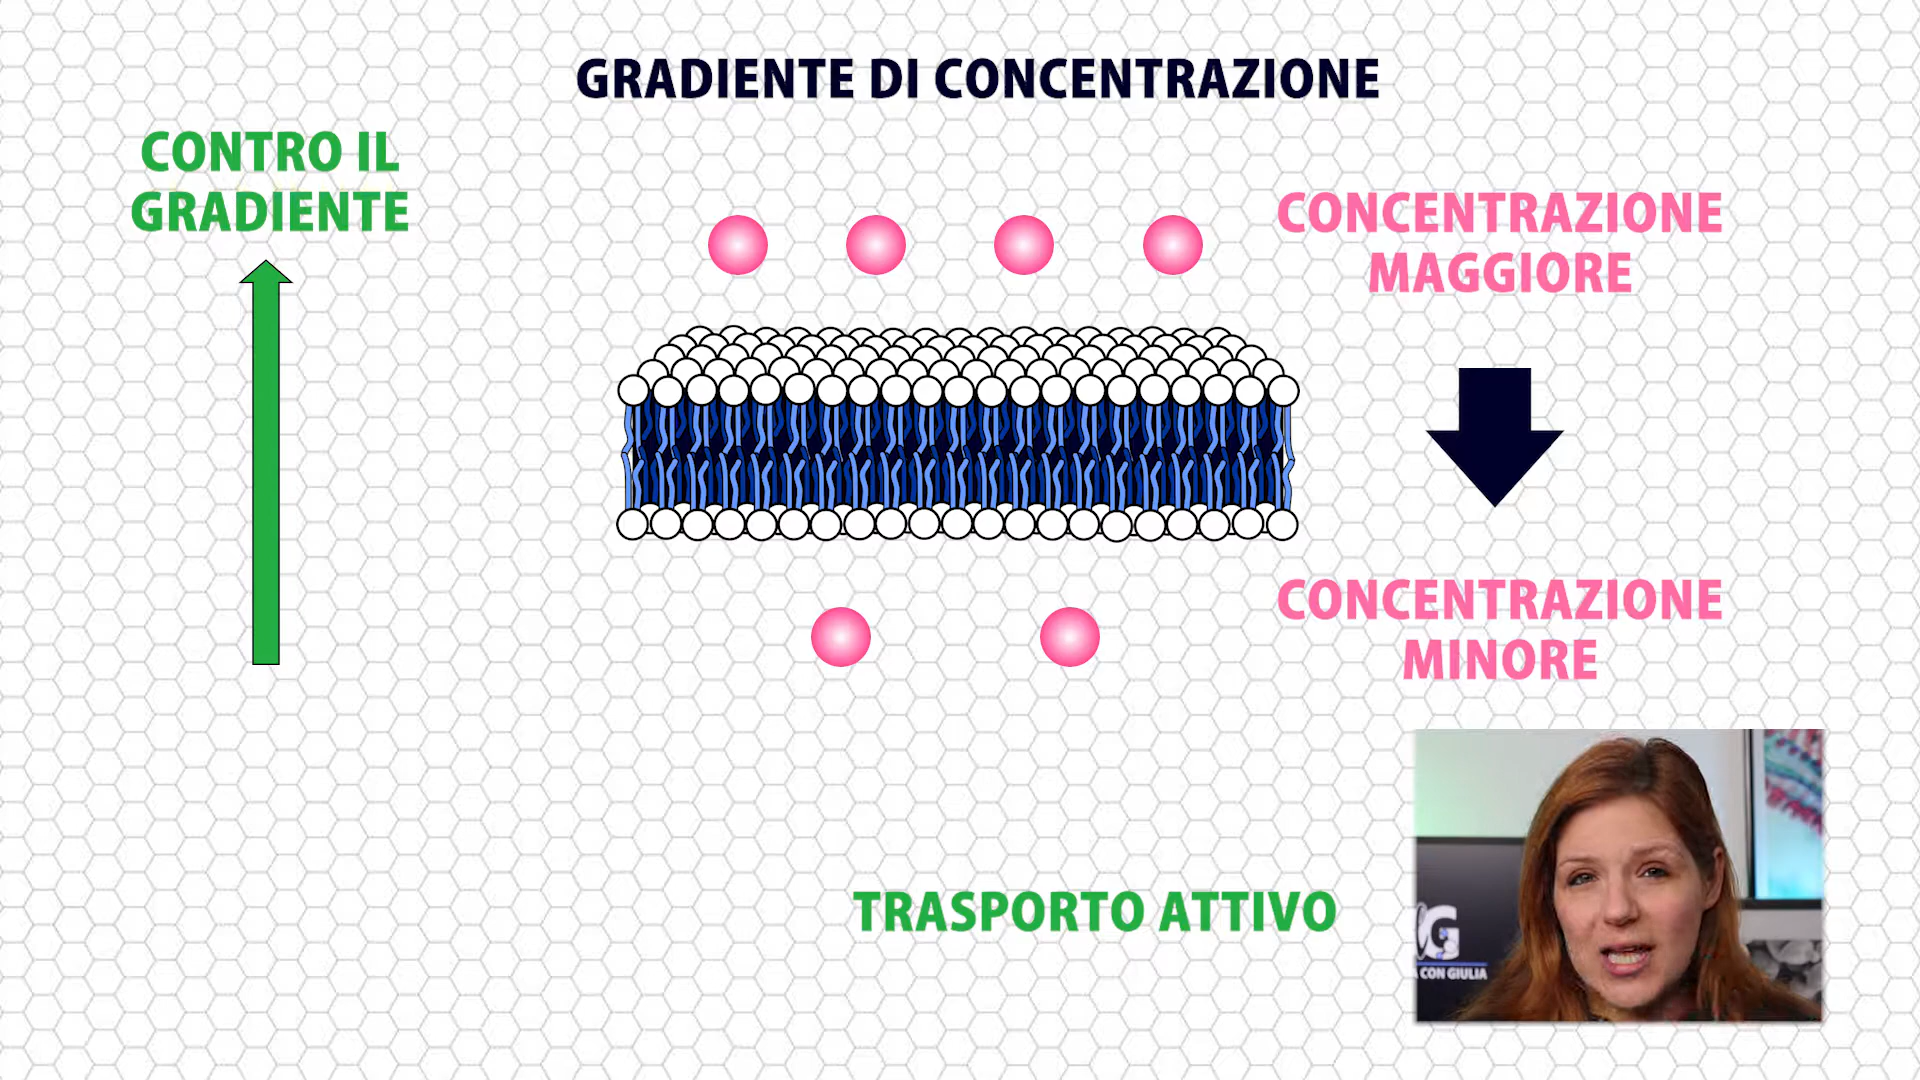 GRADIENTE DI CONCENTRAZIONE
CONTRO IL
GRADIENTE
CONCENTRAZIONE
MAGGIORE
CONCENTRAZIONE
MINORE
TRASPORTO ATTIVO
G
CON GIULIA